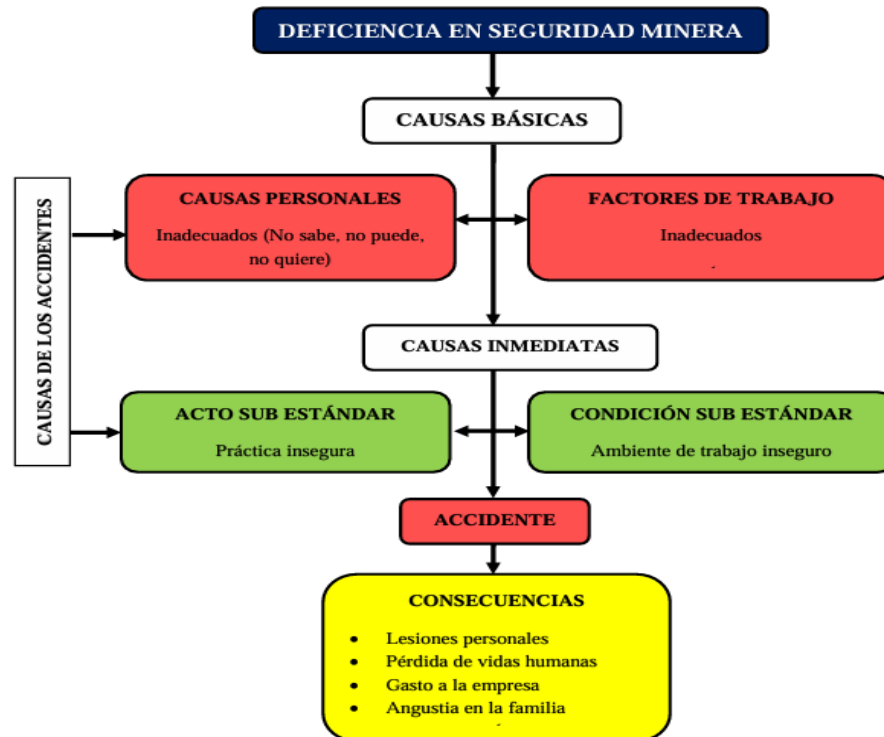 DEFICIENCIA EN SEGURIDAD MINERA
CAUSAS BÁSICAS
CAUSAS DE LOS ACCIDENTES
CAUSAS PERSONALES
Inadecuados (No sabe, no puede,
no quiere)
FACTORES DE TRABAJO
Inadecuados
CAUSAS INMEDIATAS
ACTO SUB ESTÁNDAR
Práctica insegura
CONDICIÓN SUB ESTÁNDAR
Ambiente de trabajo inseguro
ACCIDENTE
CONSECUENCIAS
• Lesiones personales
• Pérdida de vidas humanas
• Gasto a la empresa
• Angustia en la familia